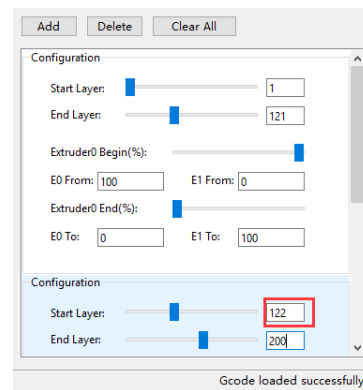 Add Delete Clear All
Configuration
Start Layer: 1
End Layer: 121
Extruder0 Begin(%):
E0 From: 100 E1 From: 0
Extruder0 End(%):
E0 To: 0 E1 To: 100
Configuration
Start Layer: 122
End Layer: 200
Gcode loaded successfully